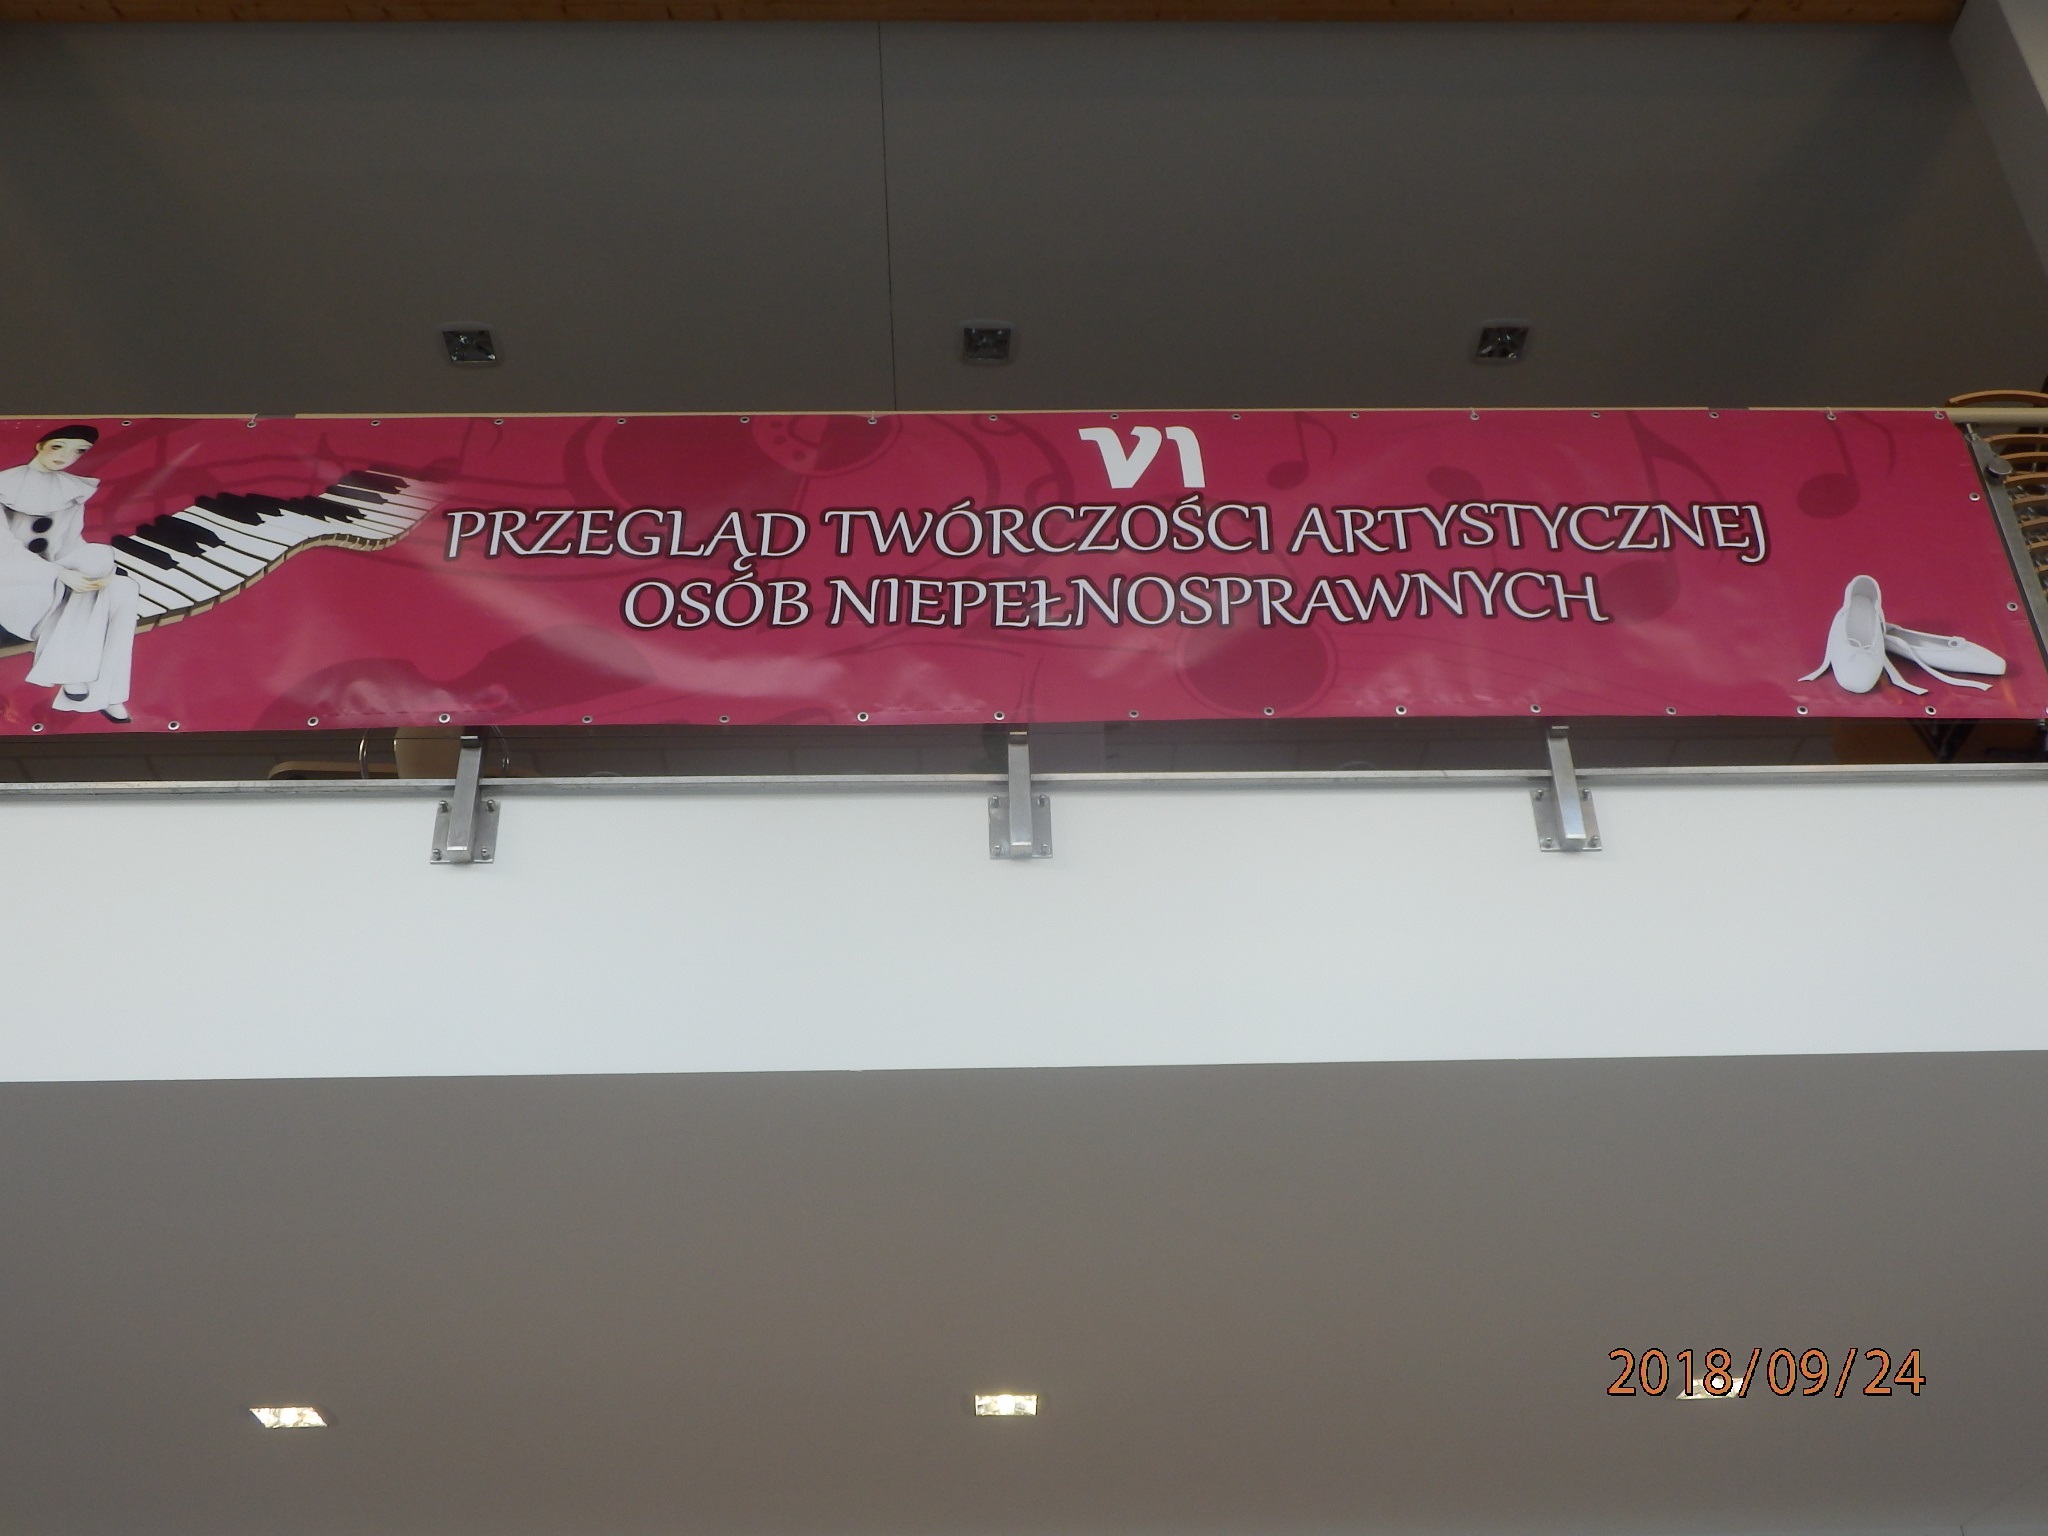 VI
PRZEGLĄD TWÓRCZOŚCI ARTYSTYCZNEJ
OSÓB NIEPEŁNOSPRAWNYCH
2018/09/24